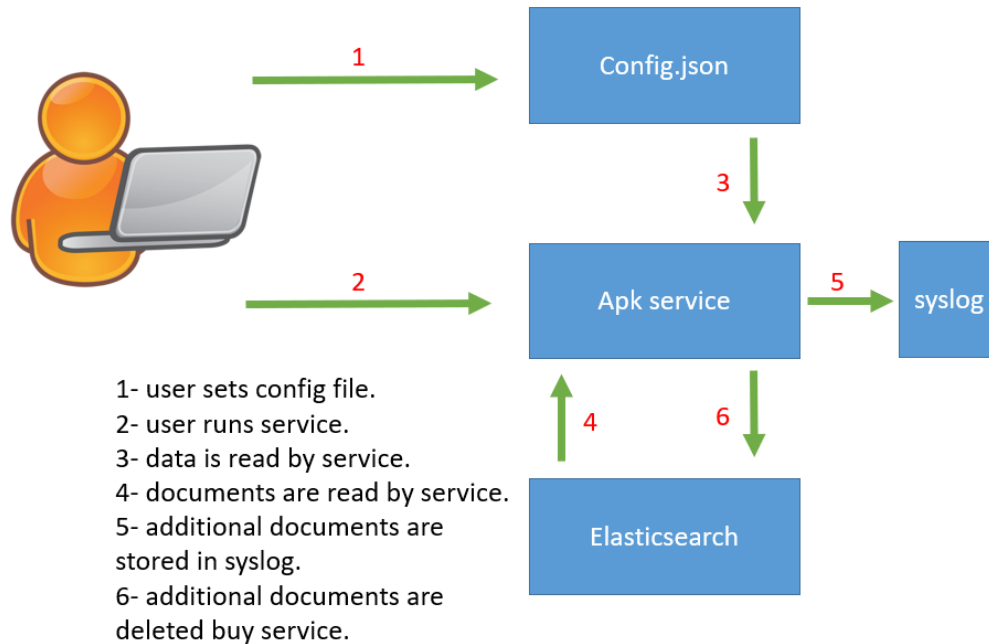 1
Config.json
3
2
Apk service
5
syslog
4
6
Elasticsearch
1- user sets config file.
2- user runs service.
3- data is read by service.
4- documents are read by service.
5- additional documents are
stored in syslog.
6- additional documents are
deleted buy service.